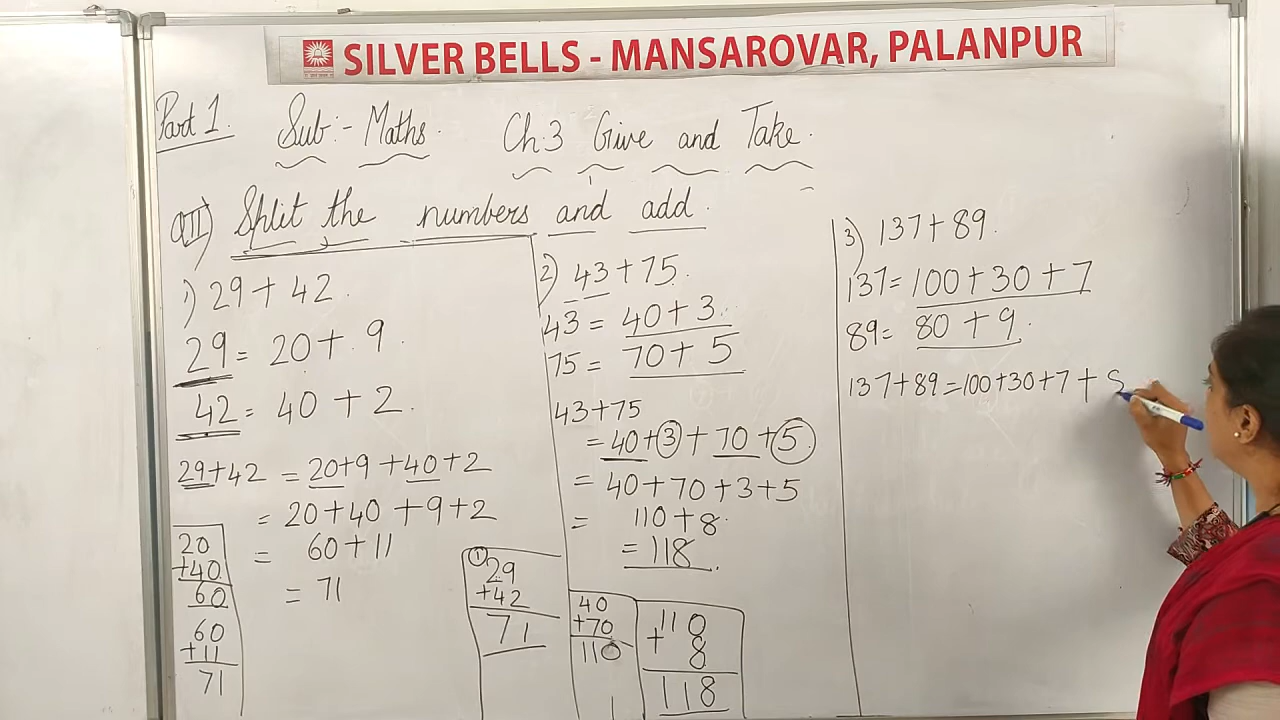 SILVER BELLS - MANSAROVAR, PALANPUR
Part 1. Sub:- Maths. Ch.3 Give and Take.
QII) Split the numbers and add.
1) 29 + 42.
29 = 20 + 9.
42 = 40 + 2.
29+42 = 20+9+40+2
= 20+40+9+2
= 60+11
= 71
20
+40
60
60
+11
71
1
29
+42
71
2) 43+75.
43 = 40+3.
75 = 70+5
43+75
= 40+3+70+5.
= 40+70+3+5
= 110+8.
= 118.
40
+70
110
110
+ 8
118
3) 137+89.
137 = 100+30+7
89 = 80+9.
137+89=100+30+7+